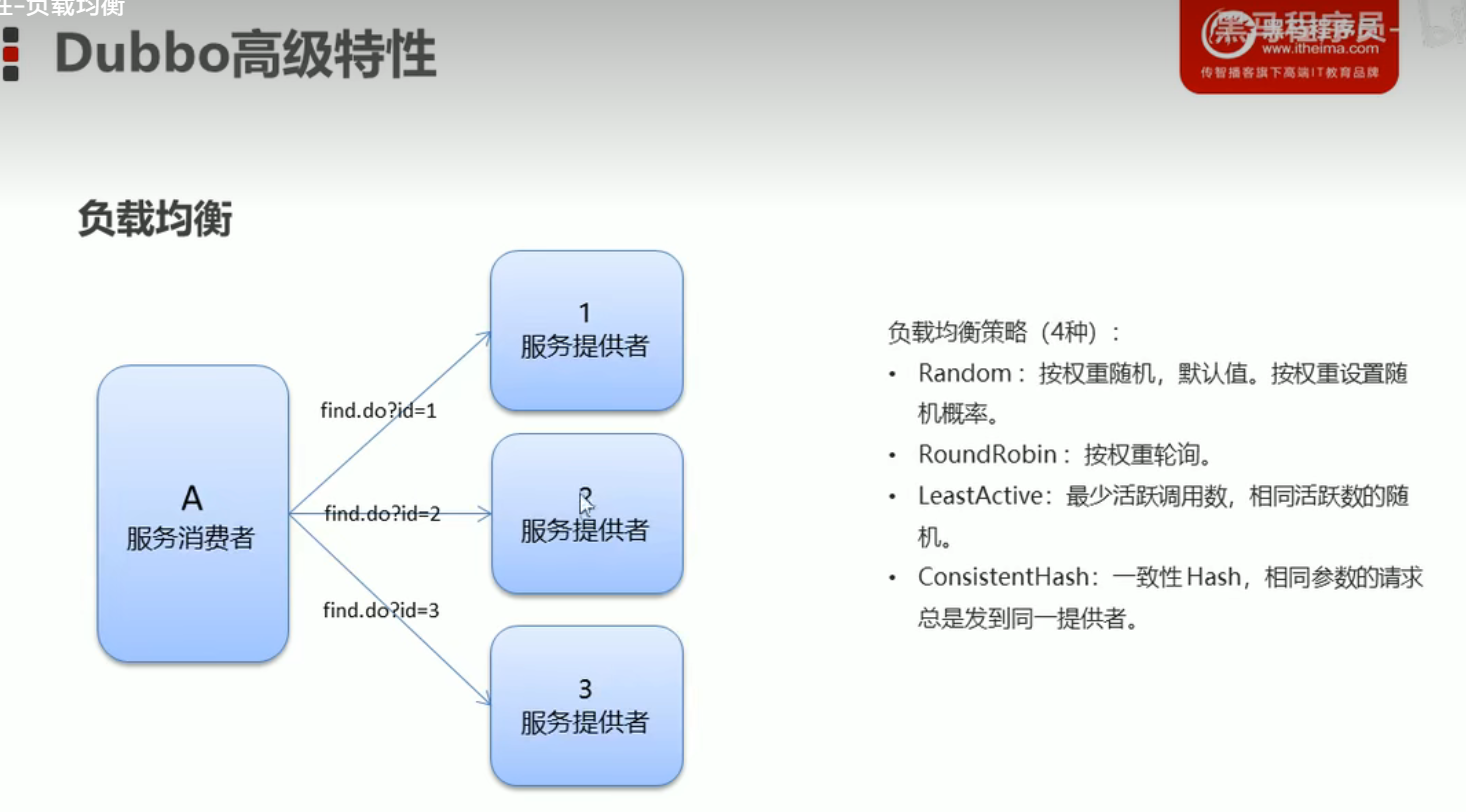 性-负载均衡
Dubbo高级特性
黑马程序员-
www.itheima.com
传智播客旗下高端IT教育品牌
负载均衡
1
服务提供者
find.do?id=1
A
服务消费者
find.do?id=2
2
服务提供者
find.do?id=3
3
服务提供者
负载均衡策略（4种）：
• Random：按权重随机，默认值。按权重设置随
机概率。
• RoundRobin：按权重轮询。
• LeastActive：最少活跃调用数，相同活跃数的随
机。
• ConsistentHash：一致性Hash，相同参数的请求
总是发到同一提供者。